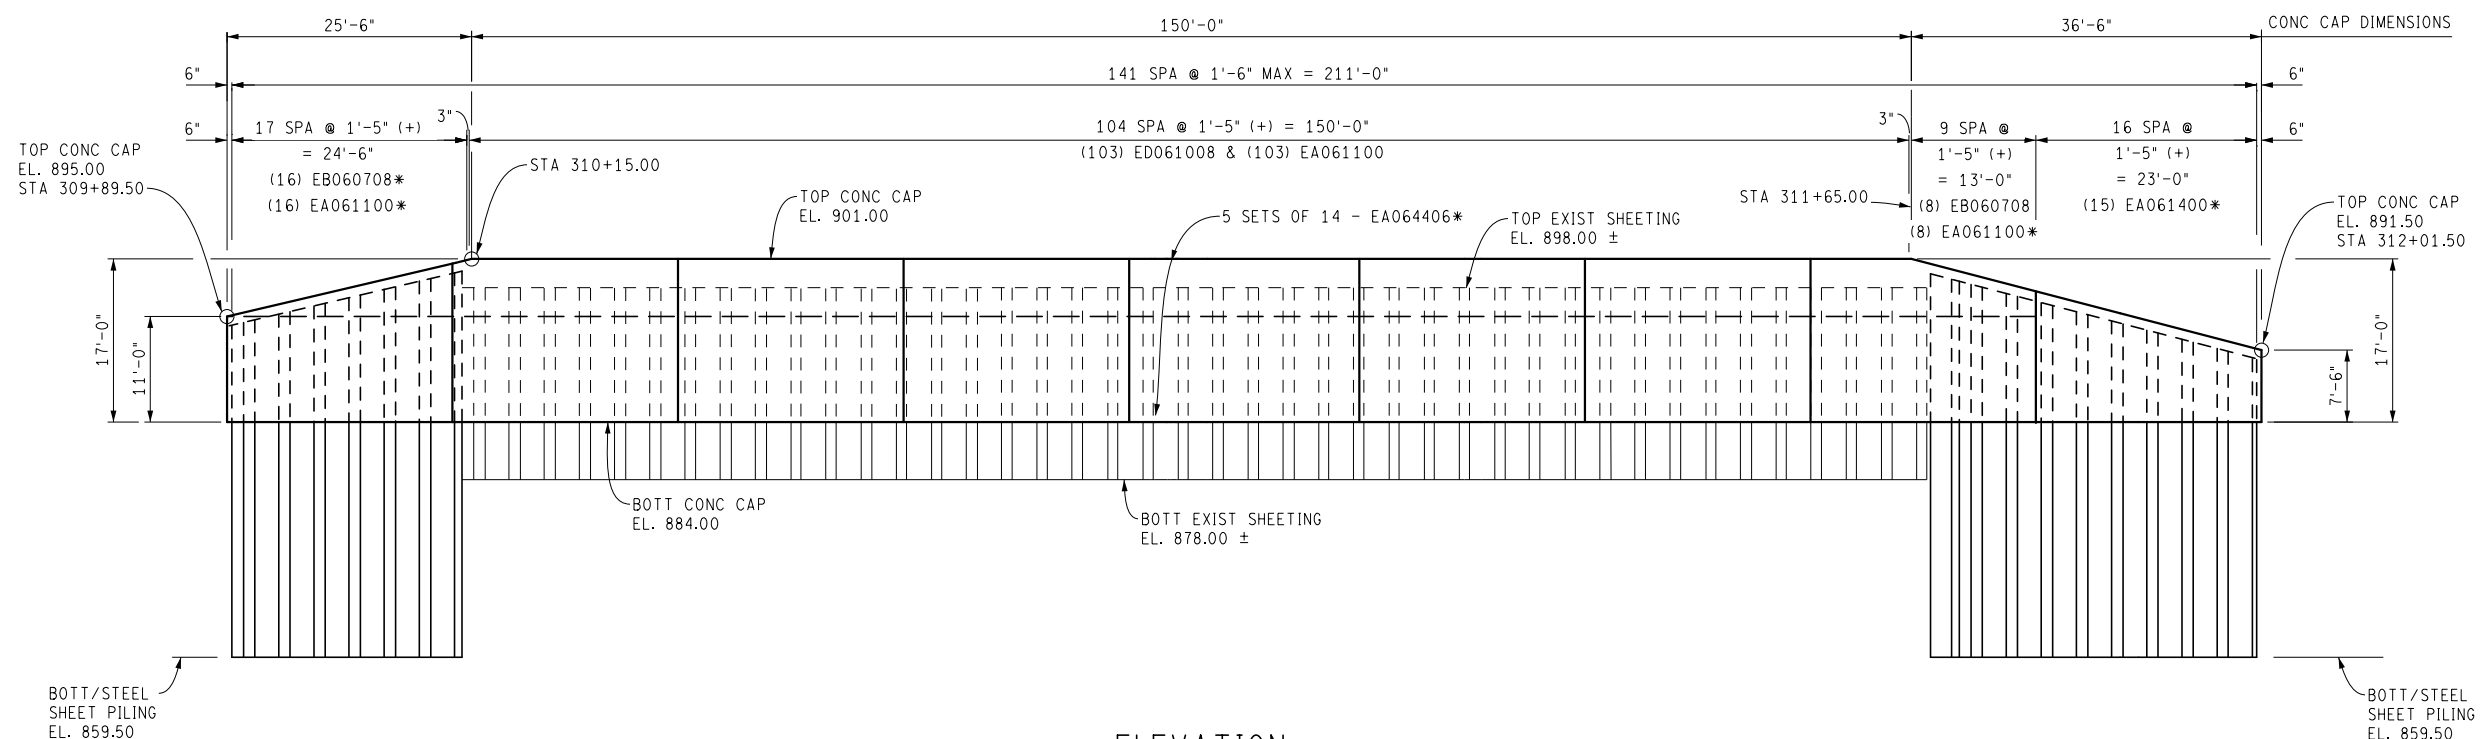 25'-6"
150'-0"
36'-6"
CONC CAP DIMENSIONS
6"
141 SPA @ 1'-6" MAX = 211'-0"
6"
3"
3"
6"
17 SPA @ 1'-5" (+)
= 24'-6"
(16) EB060708*
(16) EA061100*
104 SPA @ 1'-5" (+) = 150'-0"
(103) ED061008 & (103) EA061100
9 SPA @
1'-5" (+)
= 13'-0"
(8) EB060708
(8) EA061100*
16 SPA @
1'-5" (+)
= 23'-0"
(15) EA061400*
6"
TOP CONC CAP
EL. 895.00
STA 309+89.50
STA 310+15.00
TOP CONC CAP
EL. 901.00
5 SETS OF 14 - EA064406*
TOP EXIST SHEETING
EL. 898.00 ±
STA 311+65.00
TOP CONC CAP
EL. 891.50
STA 312+01.50
17'-0"
11'-0"
7'-6"
17'-0"
BOTT CONC CAP
EL. 884.00
BOTT EXIST SHEETING
EL. 878.00 ±
BOTT/STEEL
SHEET PILING
EL. 859.50
BOTT/STEEL
SHEET PILING
EL. 859.50
ELEVATION